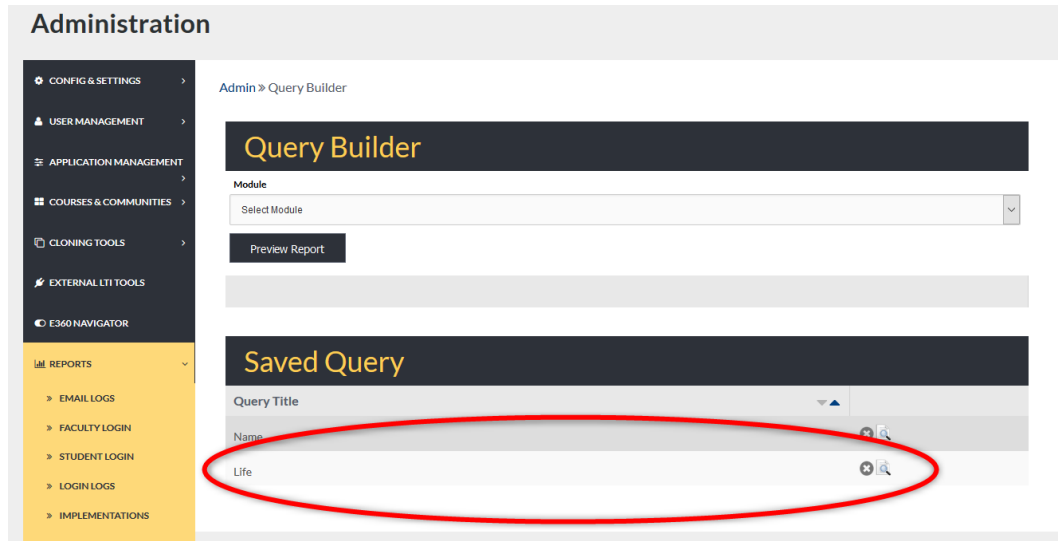 Administration
CONFIG & SETTINGS
USER MANAGEMENT
APPLICATION MANAGEMENT
COURSES & COMMUNITIES
CLONING TOOLS
EXTERNAL LTI TOOLS
E360 NAVIGATOR
REPORTS
» EMAIL LOGS
» FACULTY LOGIN
» STUDENT LOGIN
» LOGIN LOGS
» IMPLEMENTATIONS
Admin » Query Builder
Query Builder
Module
Select Module
Preview Report
Saved Query
Query Title
Name
Life